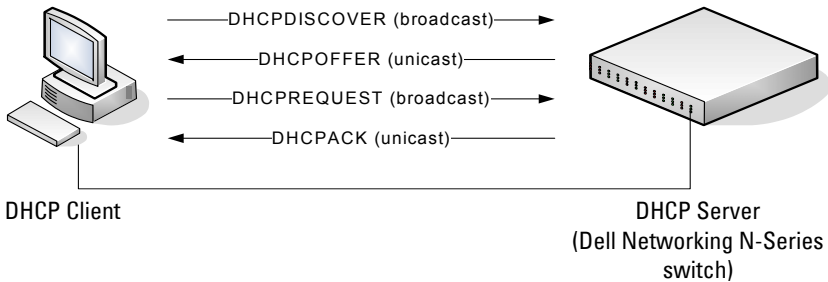 DHCPDISCOVER (broadcast)
DHCPOFFER (unicast)
DHCPREQUEST (broadcast)
DHCPACK (unicast)
DHCP Client
DHCP Server
(Dell Networking N-Series
switch)